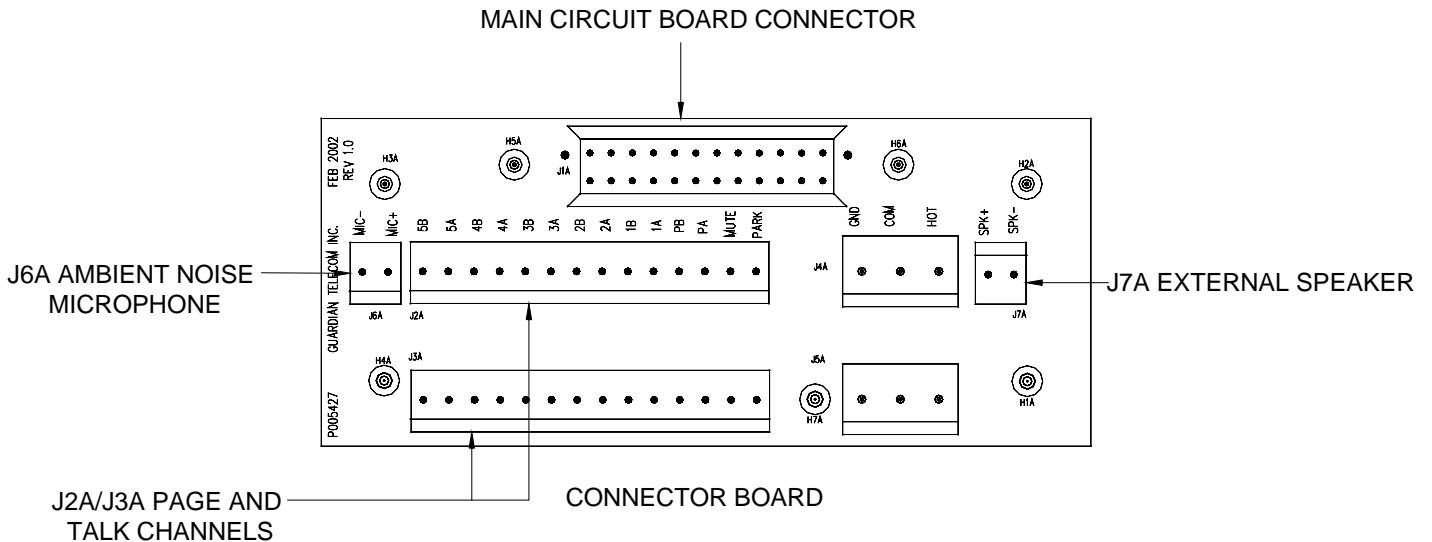 MAIN CIRCUIT BOARD CONNECTOR
FEB 2002
REV 1.0
GUARDIAN TELECOM INC.
P005427
H3A
H5A
J1A
H6A
H2A
MIC-
MIC+
5B
5A
4B
4A
3B
3A
2B
2A
1B
1A
PB
PA
MUTE
PARK
GND
COM
HOT
SPK+
SPK-
J6A AMBIENT NOISE
MICROPHONE
J4A
J7A EXTERNAL SPEAKER
J6A
J2A
J7A
H4A
J3A
J5A
H7A
H1A
J2A/J3A PAGE AND
TALK CHANNELS
CONNECTOR BOARD